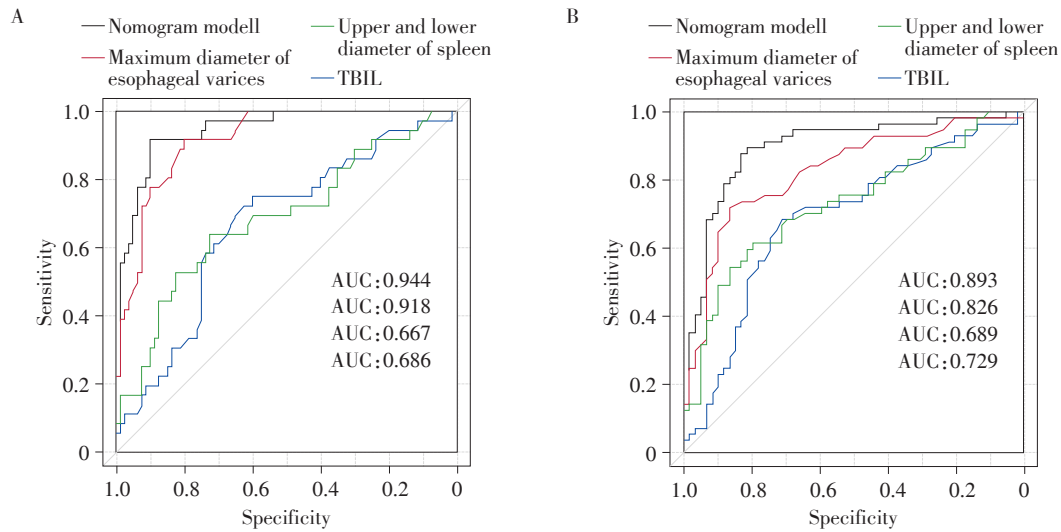 A
Nomogram modell
Upper and lower
diameter of spleen
Maximum diameter of
esophageal varices
TBIL
1.0
0.8
0.6
0.4
0.2
0
Sensitivity
AUC:0.944
AUC:0.918
AUC:0.667
AUC:0.686
1.0
0.8
0.6
0.4
0.2
0
Specificity
B
Nomogram modell
Upper and lower
diameter of spleen
Maximum diameter of
esophageal varices
TBIL
1.0
0.8
0.6
0.4
0.2
0
Sensitivity
AUC:0.893
AUC:0.826
AUC:0.689
AUC:0.729
1.0
0.8
0.6
0.4
0.2
0
Specificity